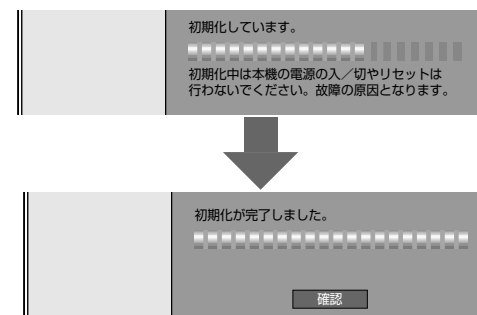 初期化しています。
初期化中は本機の電源の入／切やリセットは
行わないでください。故障の原因となります。
初期化が完了しました。
確認